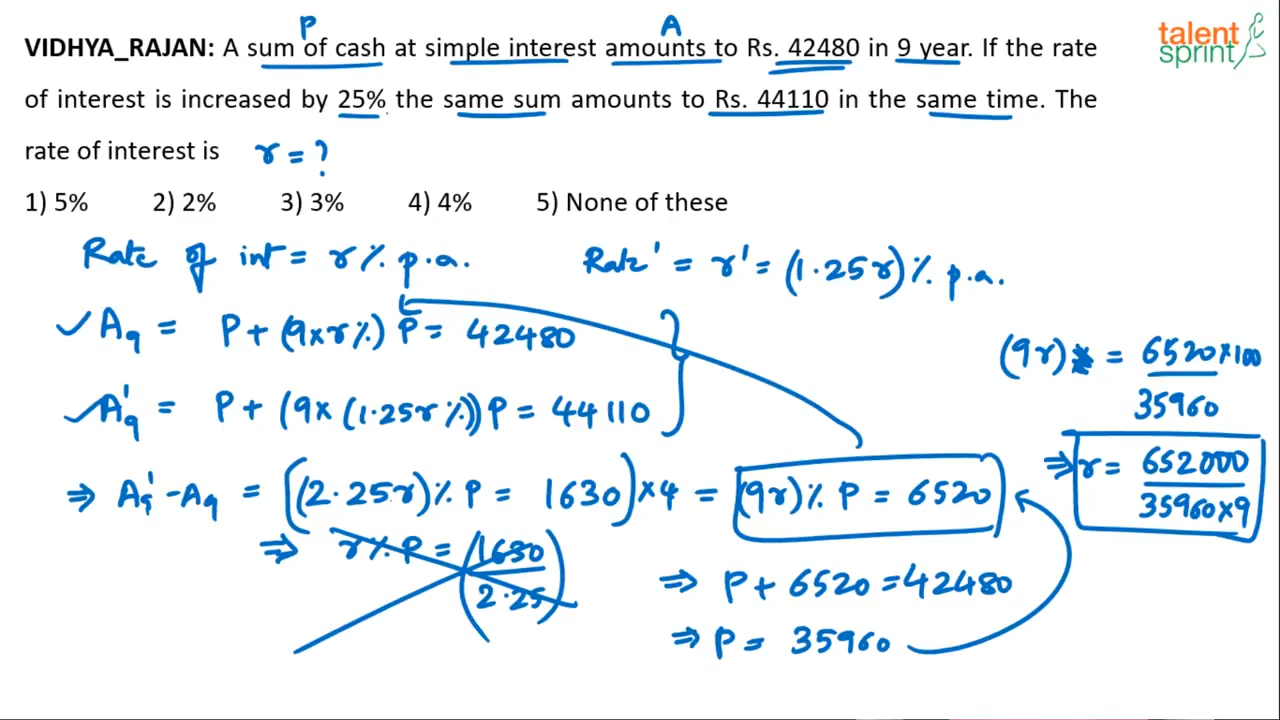 P A
talent
sprint
VIDHYA_RAJAN: A sum of cash at simple interest amounts to Rs. 42480 in 9 year. If the rate
of interest is increased by 25% the same sum amounts to Rs. 44110 in the same time. The
rate of interest is r = ?
1) 5% 2) 2% 3) 3% 4) 4% 5) None of these
Rate of int = r% p.a. Rate' = r' = (1.25r)% p.a.
✓A₉ = P + (9×r%) P = 42480
(9r) = 6520×100
35960
✓A'₉ = P + (9×(1.25r%))P = 44110
⇒ r = 652000
35960×9
⇒ A'₉ - A₉ = ((2.25r)% P = 1630)×4 = (9r)% P = 6520
⇒ r% P = (1630
2.25)
⇒ P + 6520 = 42480
⇒ P = 35960